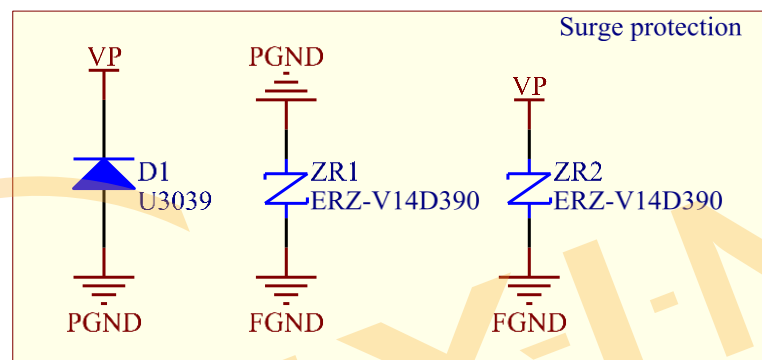 Surge protection
VP
D1
U3039
PGND
PGND
ZR1
ERZ-V14D390
FGND
VP
ZR2
ERZ-V14D390
FGND